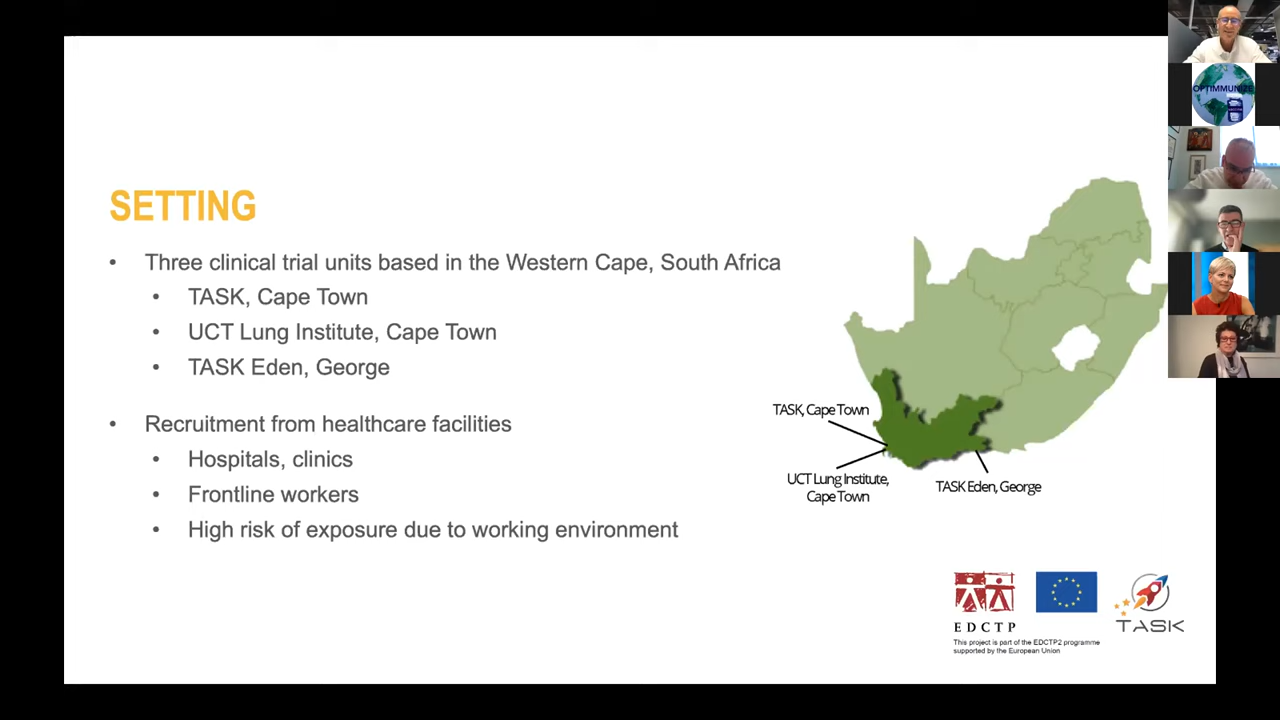 SETTING
• Three clinical trial units based in the Western Cape, South Africa
• TASK, Cape Town
• UCT Lung Institute, Cape Town
• TASK Eden, George
• Recruitment from healthcare facilities
• Hospitals, clinics
• Frontline workers
• High risk of exposure due to working environment
TASK, Cape Town
UCT Lung Institute,
Cape Town
TASK Eden, George
EDCTP
TASK
This project is part of the EDCTP2 programme
supported by the European Union
OPTIMMUNIZE